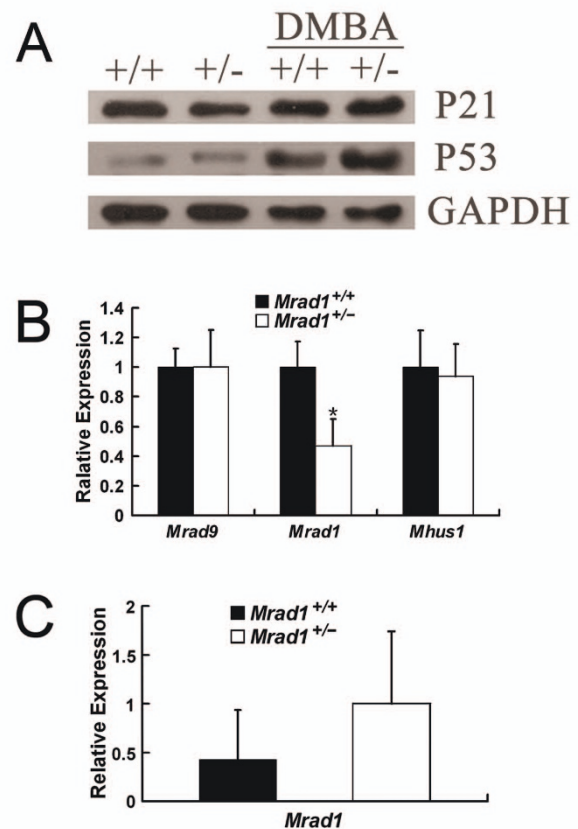 A
DMBA
+/+ +/- +/+ +/-
P21
P53
GAPDH
B
Mrad1+/+
Mrad1+/−
Ralative Expression
1.4
1.2
1
0.8
0.6
0.4
0.2
0
*
Mrad9 Mrad1 Mhus1
C
Mrad1+/+
Mrad1+/−
Relative Expression
2
1.5
1
0.5
0
Mrad1